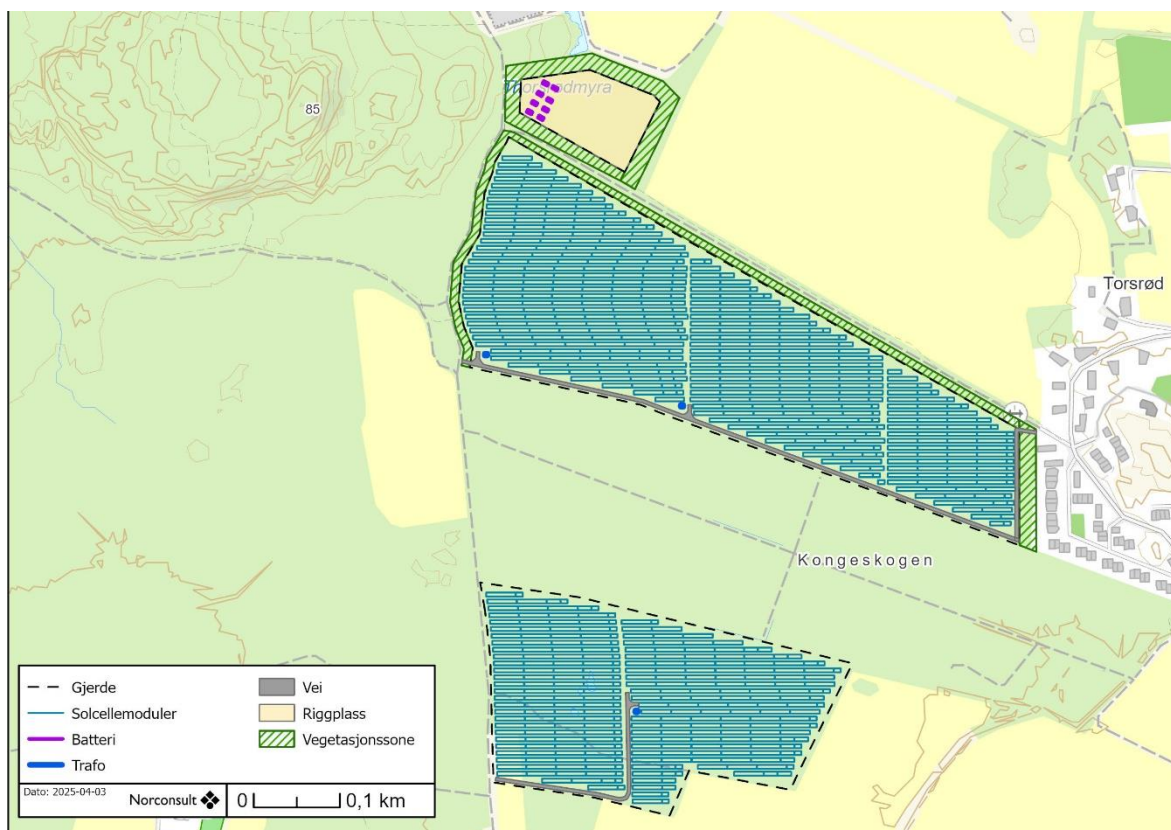 85
Thorsrødmyra
Torsrød
Kongeskogen
Gjerde
Solcellemoduler
Batteri
Trafo
Vei
Riggplass
Vegetasjonssone
Dato: 2025-04-03
Norconsult
0 0,1 km